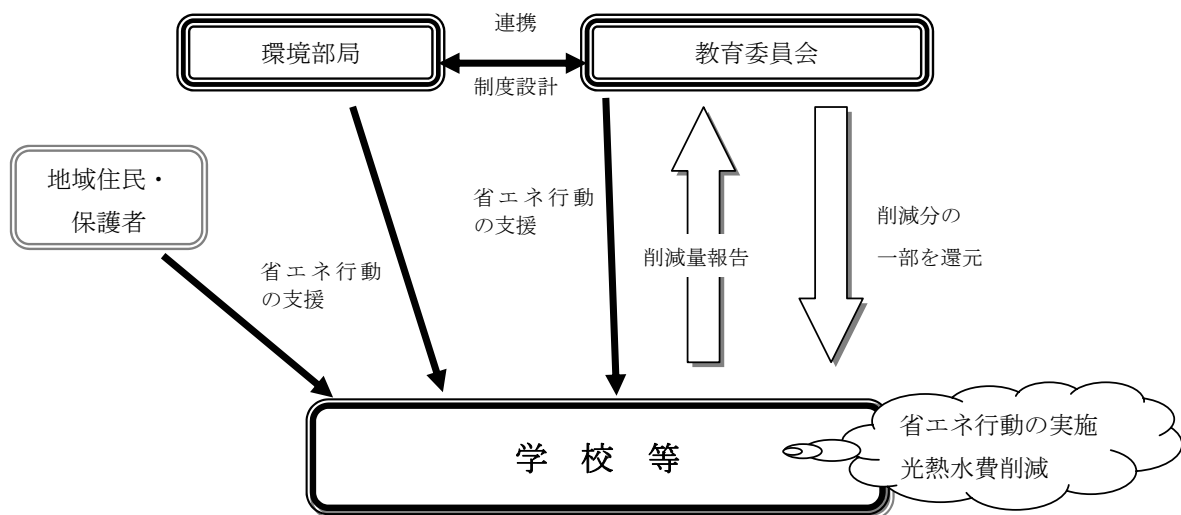 連携
環境部局
教育委員会
制度設計
地域住民・
保護者
省エネ行動
の支援
省エネ行動
の支援
削減量報告
削減分の
一部を還元
学校等
省エネ行動の実施
光熱水費削減